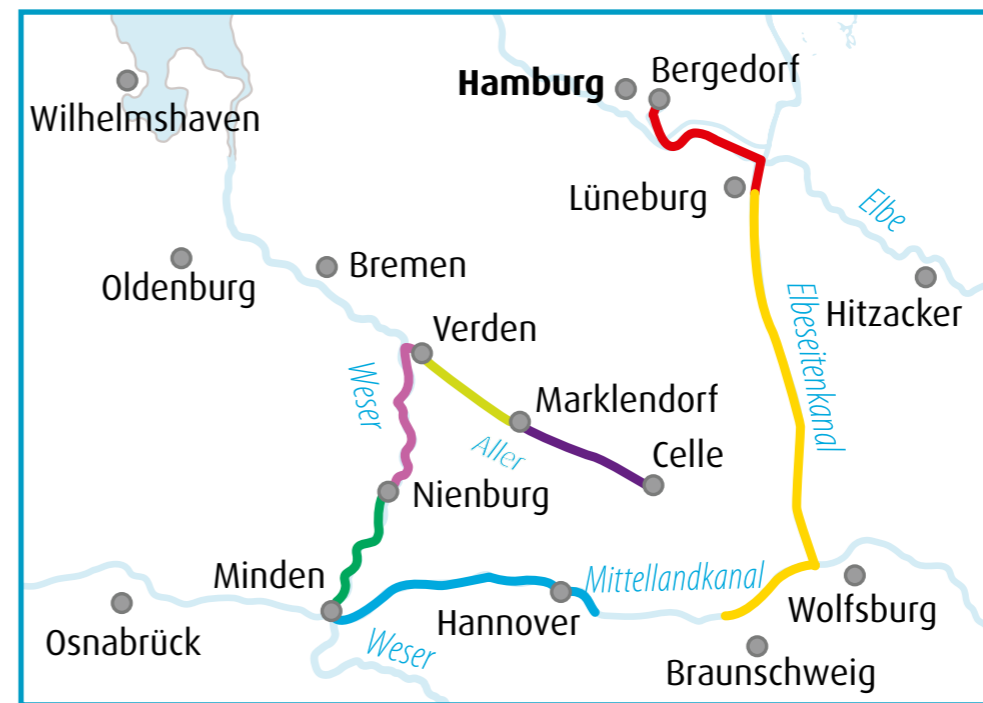 Bergedorf
Hamburg
Wilhelmshaven
Lüneburg
Elbe
Bremen
Oldenburg
Elbeseitenkanal
Hitzacker
Verden
Weser
Marklendorf
Aller
Celle
Nienburg
Minden
Mittellandkanal
Hannover
Wolfsburg
Osnabrück
Weser
Braunschweig